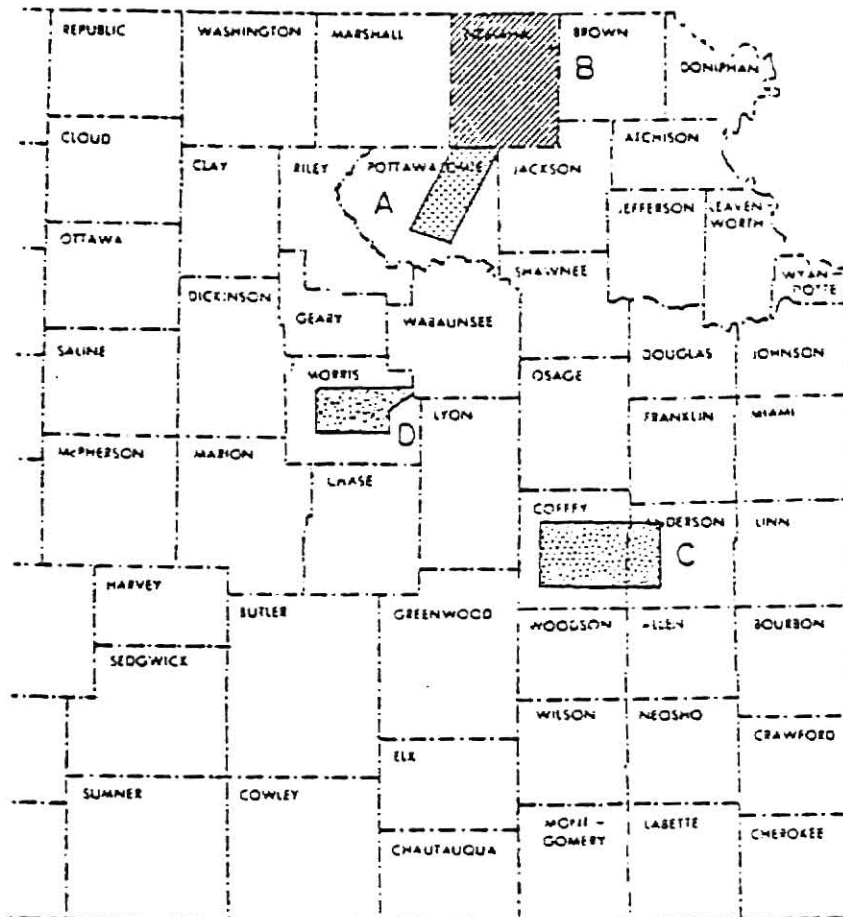 REPUBLIC
WASHINGTON
MARSHALL
BROWN
B
DONIPHAN
CLOUD
CLAY
RILEY
POTTAWATOMIE
JACKSON
ATCHISON
A
JEFFERSON
LEAVEN-
WORTH
OTTAWA
SHAWNEE
WYAN-
DOTTE
DICKINSON
GEARY
WABAUNSEE
SALINE
MORRIS
OSAGE
DOUGLAS
JOHNSON
D
LYON
FRANKLIN
MIAMI
McPHERSON
MARION
CHASE
COFFEY
ANDERSON
LINN
C
HARVEY
BUTLER
GREENWOOD
WOODSON
ALLEN
BOURBON
SEDGWICK
WILSON
NEOSHO
CRAWFORD
ELK
SUMNER
COWLEY
MONT-
GOMERY
LABETTE
CHEROKEE
CHAUTAUQUA